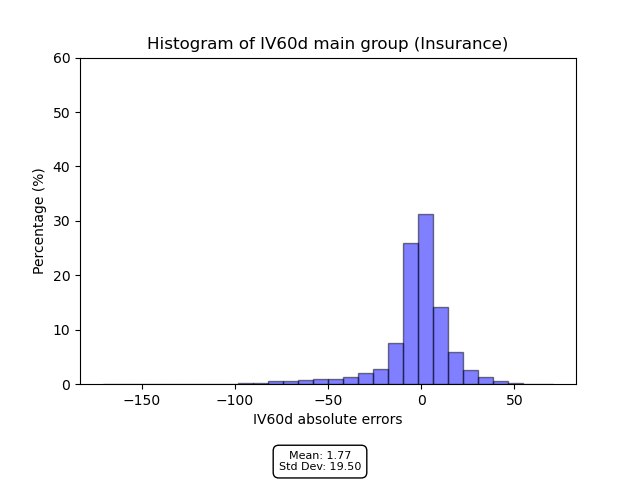 Histogram of IV60d main group (Insurance)
60
50
40
30
20
10
0
Percentage (%)
−150
−100
−50
0
50
IV60d absolute errors
Mean: 1.77
Std Dev: 19.50